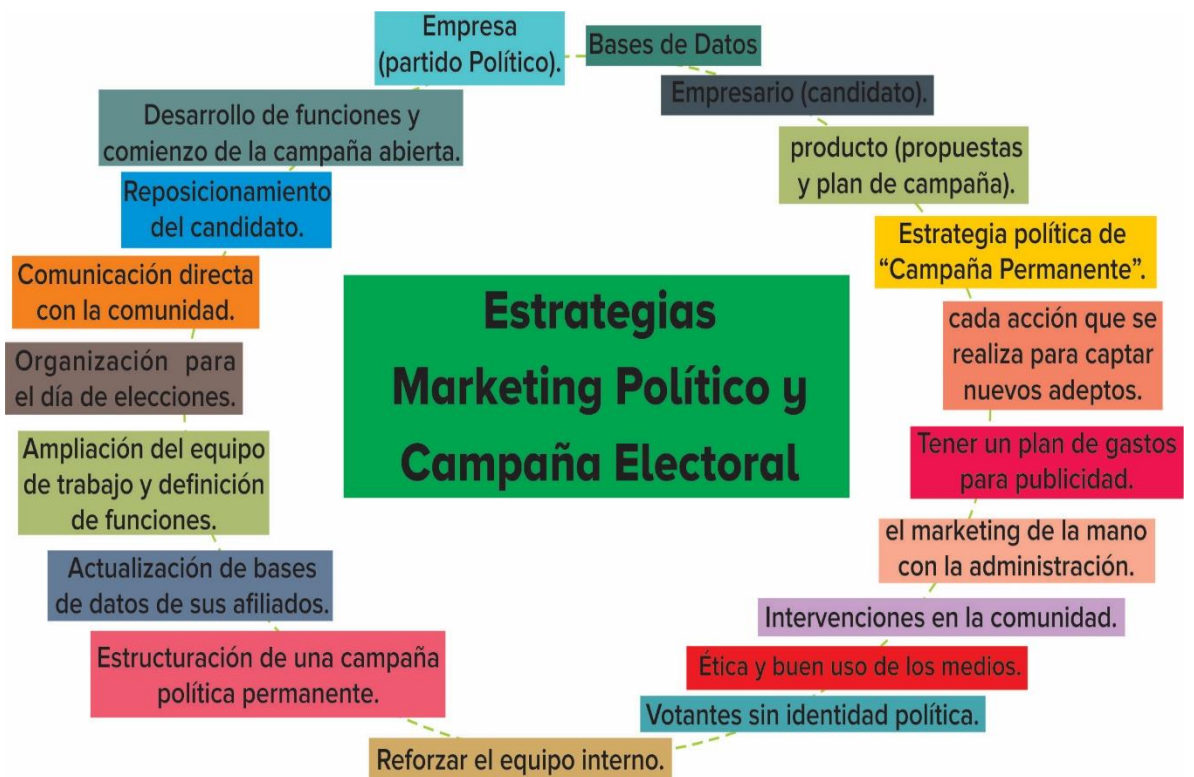 Empresa
(partido Político).
Bases de Datos
Empresario (candidato).
producto (propuestas
y plan de campaña).
Estrategia política de
“Campaña Permanente”.
cada acción que se
realiza para captar
nuevos adeptos.
Tener un plan de gastos
para publicidad.
el marketing de la mano
con la administración.
Intervenciones en la comunidad.
Ética y buen uso de los medios.
Votantes sin identidad política.
Reforzar el equipo interno.
Estructuración de una campaña
política permanente.
Actualización de bases
de datos de sus afiliados.
Ampliación del equipo
de trabajo y definición
de funciones.
Organización para
el día de elecciones.
Comunicación directa
con la comunidad.
Reposicionamiento
del candidato.
Desarrollo de funciones y
comienzo de la campaña abierta.
Estrategias
Marketing Político y
Campaña Electoral